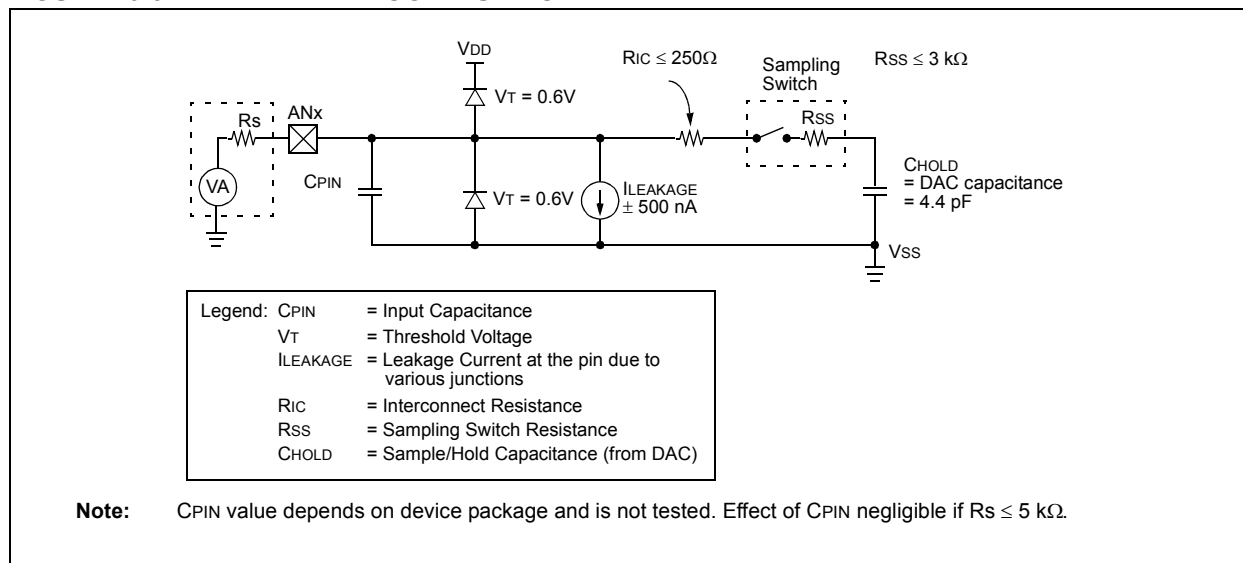 VDD
RIC ≤ 250Ω
Sampling
Switch
RSS ≤ 3 kΩ
VT = 0.6V
Rs
ANx
RSS
VA
CPIN
VT = 0.6V
ILEAKAGE
± 500 nA
CHOLD
= DAC capacitance
= 4.4 pF
VSS
Legend: CPIN = Input Capacitance
VT = Threshold Voltage
ILEAKAGE = Leakage Current at the pin due to
various junctions
RIC = Interconnect Resistance
RSS = Sampling Switch Resistance
CHOLD = Sample/Hold Capacitance (from DAC)
Note: CPIN value depends on device package and is not tested. Effect of CPIN negligible if Rs ≤ 5 kΩ.